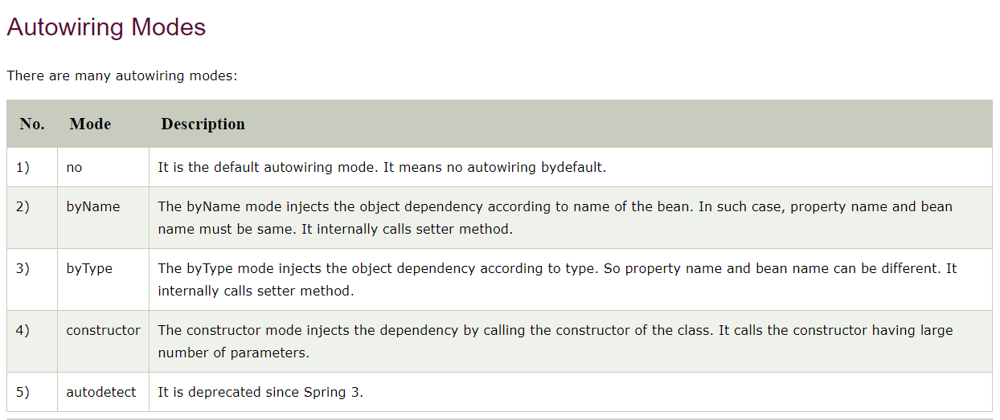 Autowiring Modes
There are many autowiring modes:
No. Mode Description
1) no It is the default autowiring mode. It means no autowiring bydefault.
2) byName The byName mode injects the object dependency according to name of the bean. In such case, property name and bean
name must be same. It internally calls setter method.
3) byType The byType mode injects the object dependency according to type. So property name and bean name can be different. It
internally calls setter method.
4) constructor The constructor mode injects the dependency by calling the constructor of the class. It calls the constructor having large
number of parameters.
5) autodetect It is deprecated since Spring 3.